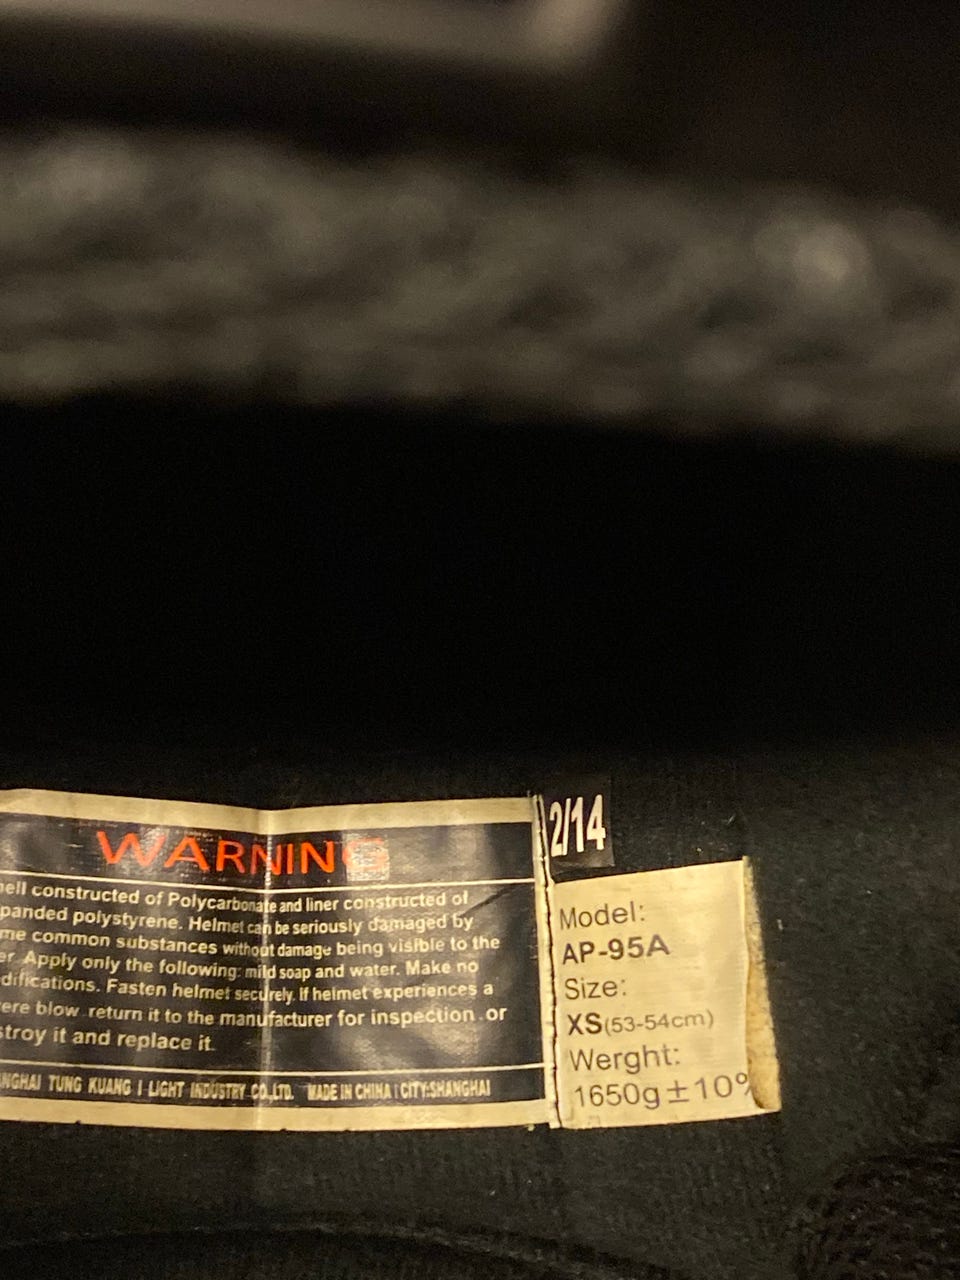 WARNING
ell constructed of Polycarbonate and liner constructed of
panded polystyrene. Helmet can be seriously damaged by
me common substances without damage being visible to the
er. Apply only the following: mild soap and water. Make no
difications. Fasten helmet securely. If helmet experiences a
ere blow return it to the manufacturer for inspection or
stroy it and replace it.
NGHAI TUNG KUANG I LIGHT INDUSTRY CO.,LTD. MADE IN CHINA I CITY:SHANGHAI
2/14
Model:
AP-95A
Size:
XS(53-54cm)
Werght:
1650g±10%